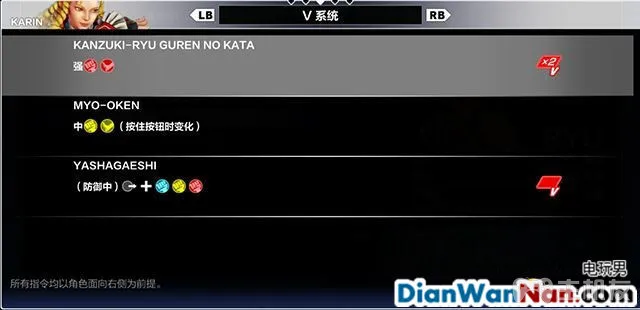 KARIN
LB V 系统 RB
KANZUKI-RYU GUREN NO KATA
强
×2
V
MYO-OKEN
中 (按住按钮时变化)
YASHAGAESHI
(防御中) +
V
所有指令均以角色面向右侧为前提。
电玩男
DianWanNan.com